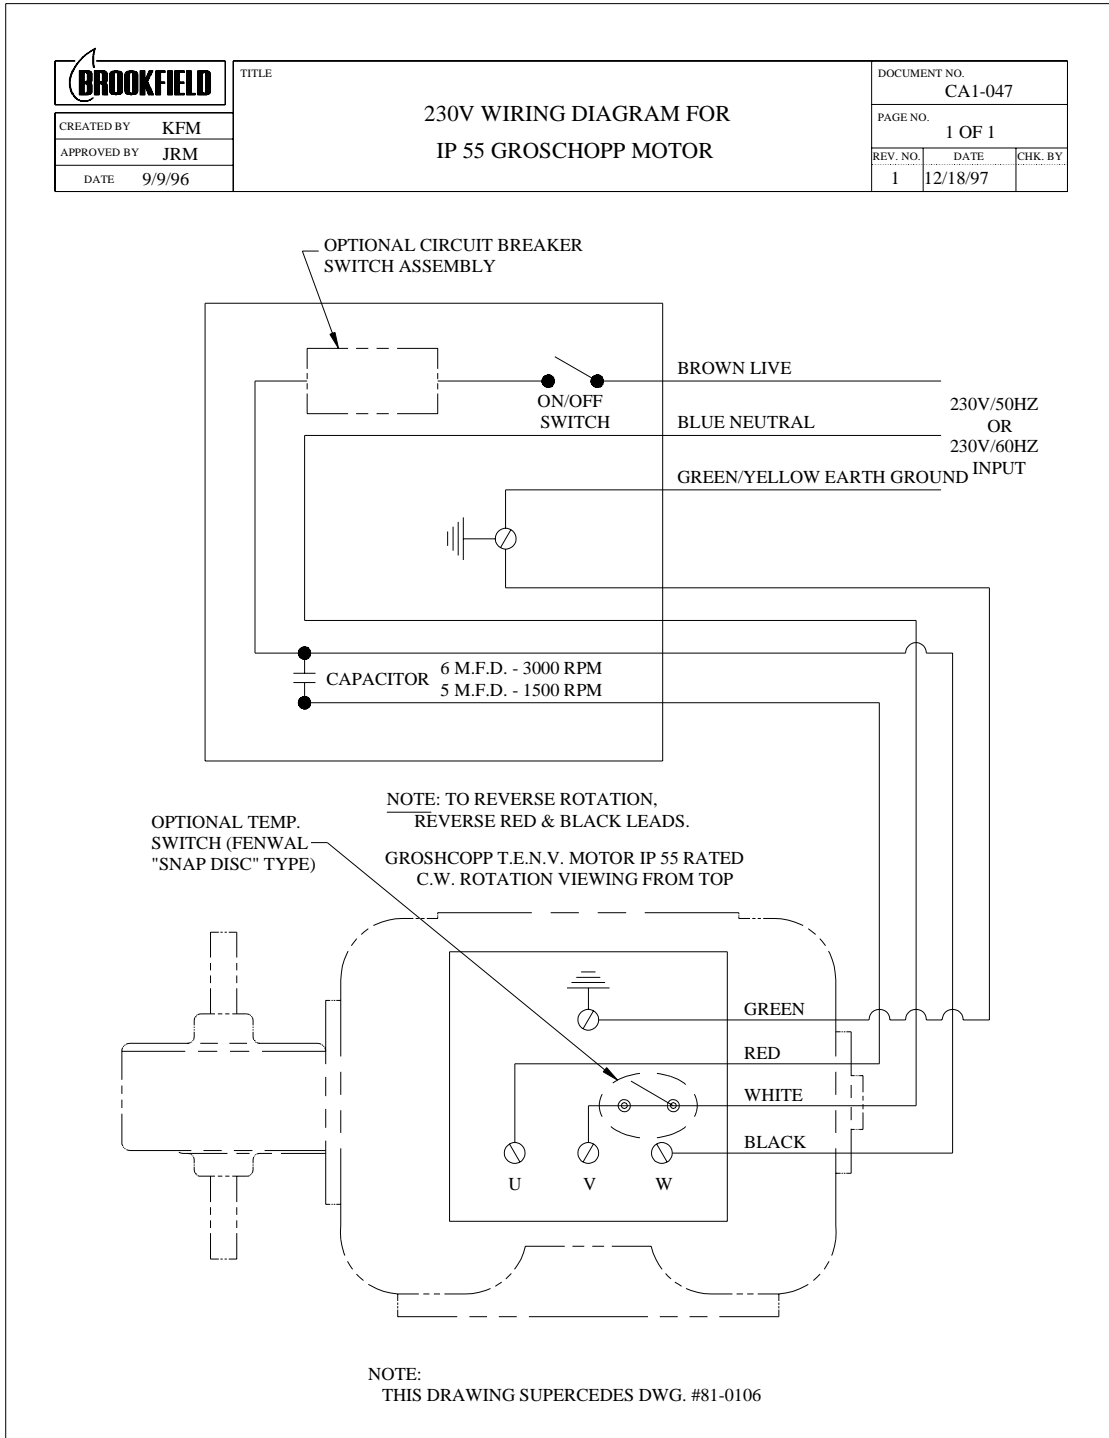 BROOKFIELD
CREATED BY KFM
APPROVED BY JRM
DATE 9/9/96
TITLE
230V WIRING DIAGRAM FOR
IP 55 GROSCHOPP MOTOR
DOCUMENT NO.
CA1-047
PAGE NO.
1 OF 1
REV. NO. DATE CHK. BY
1 12/18/97
OPTIONAL CIRCUIT BREAKER
SWITCH ASSEMBLY
ON/OFF
SWITCH
BROWN LIVE
BLUE NEUTRAL
GREEN/YELLOW EARTH GROUND
230V/50HZ
OR
230V/60HZ
INPUT
CAPACITOR
6 M.F.D. - 3000 RPM
5 M.F.D. - 1500 RPM
NOTE: TO REVERSE ROTATION,
REVERSE RED & BLACK LEADS.
OPTIONAL TEMP.
SWITCH (FENWAL
"SNAP DISC" TYPE)
GROSHCOPP T.E.N.V. MOTOR IP 55 RATED
C.W. ROTATION VIEWING FROM TOP
GREEN
RED
WHITE
BLACK
U V W
NOTE:
THIS DRAWING SUPERCEDES DWG. #81-0106